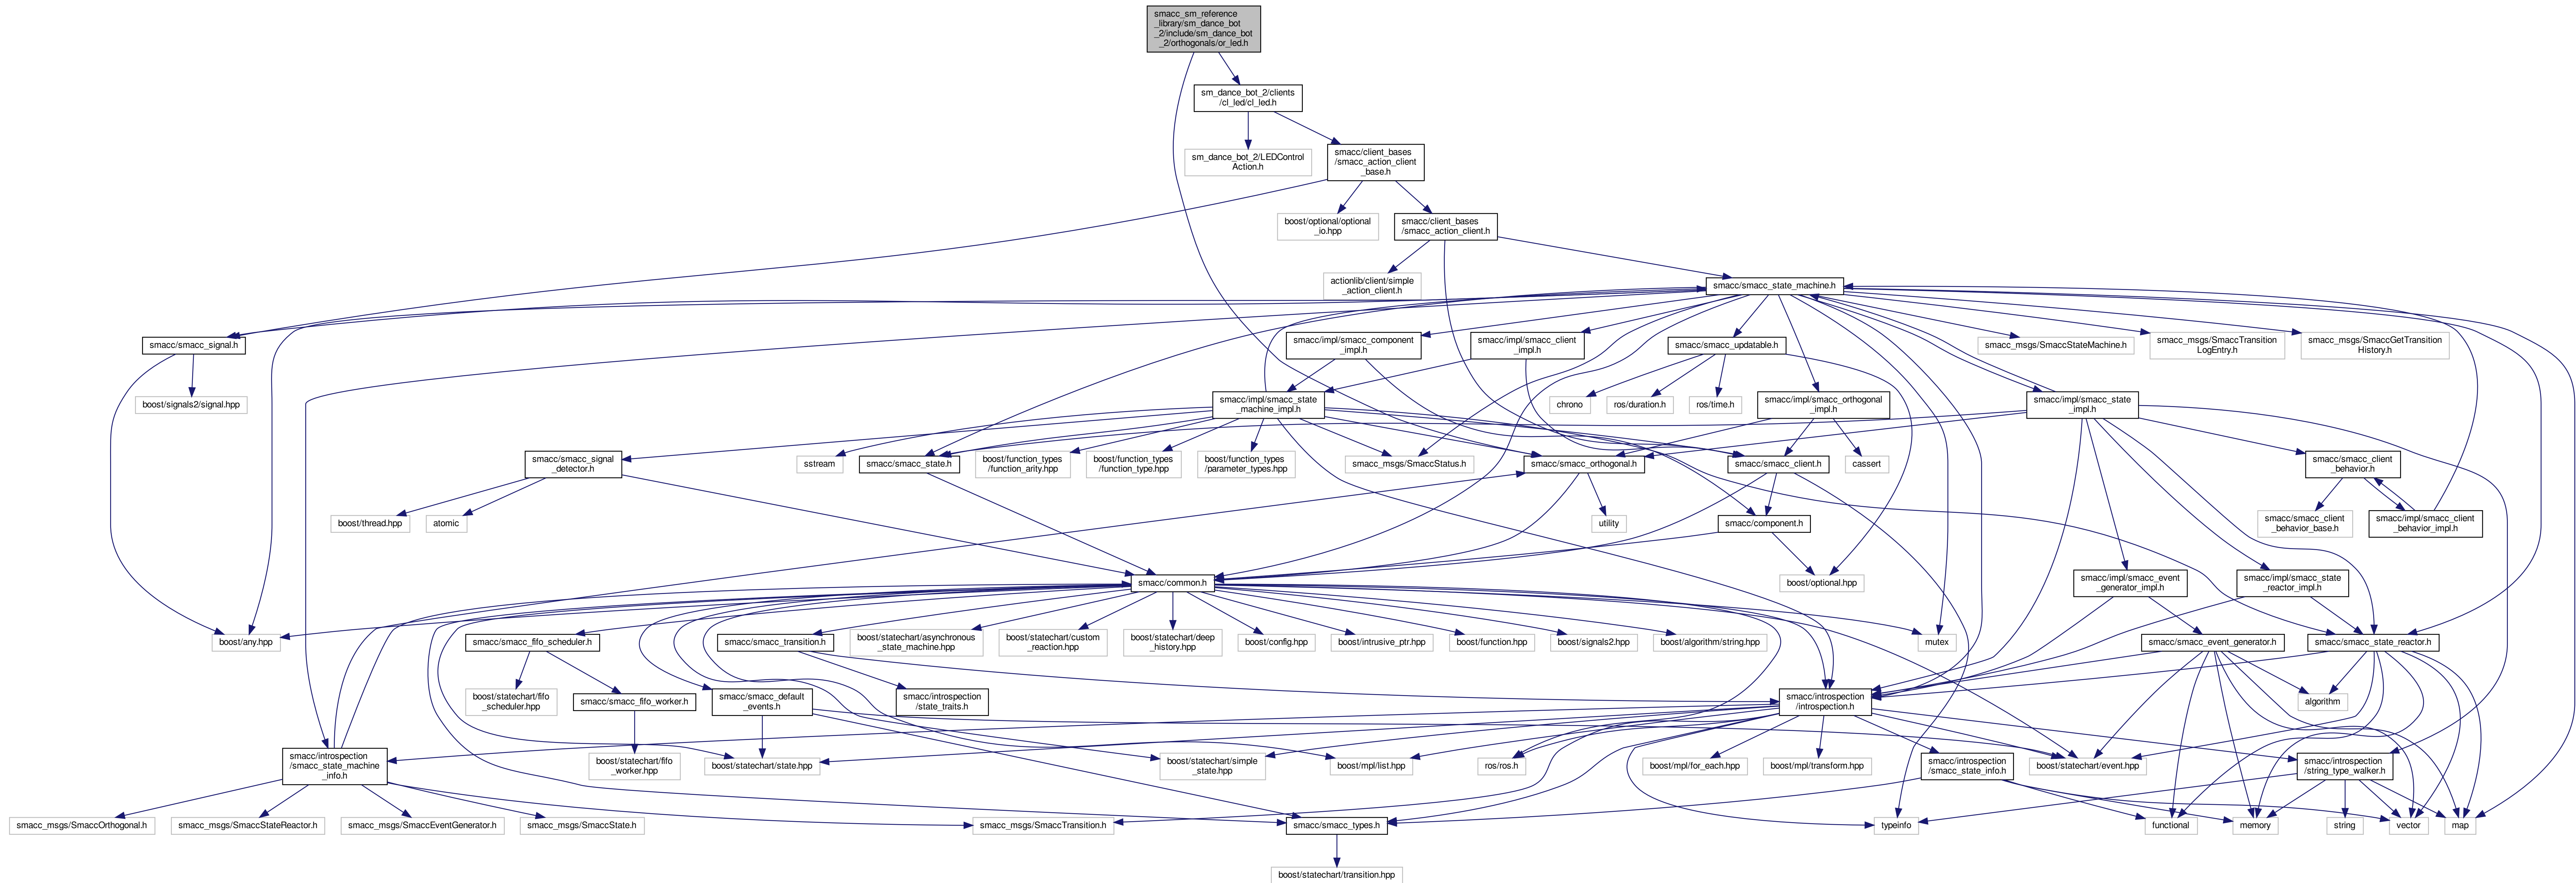 smacc_sm_reference
_library/sm_dance_bot
_2/include/sm_dance_bot
_2/orthogonals/or_led.h
sm_dance_bot_2/clients
/cl_led/cl_led.h
sm_dance_bot_2/LEDControl
Action.h
smacc/client_bases
/smacc_action_client
_base.h
boost/optional/optional
_io.hpp
smacc/client_bases
/smacc_action_client.h
actionlib/client/simple
_action_client.h
smacc/smacc_state_machine.h
smacc/smacc_signal.h
smacc/impl/smacc_component
_impl.h
smacc/impl/smacc_client
_impl.h
smacc/smacc_updatable.h
smacc_msgs/SmaccStateMachine.h
smacc_msgs/SmaccTransition
LogEntry.h
smacc_msgs/SmaccGetTransition
History.h
boost/signals2/signal.hpp
smacc/impl/smacc_state
_machine_impl.h
chrono
ros/duration.h
ros/time.h
smacc/impl/smacc_orthogonal
_impl.h
smacc/impl/smacc_state
_impl.h
smacc/smacc_signal
_detector.h
sstream
smacc/smacc_state.h
boost/function_types
/function_arity.hpp
boost/function_types
/function_type.hpp
boost/function_types
/parameter_types.hpp
smacc_msgs/SmaccStatus.h
smacc/smacc_orthogonal.h
smacc/smacc_client.h
cassert
smacc/smacc_client
_behavior.h
boost/thread.hpp
atomic
utility
smacc/component.h
smacc/smacc_client
_behavior_base.h
smacc/impl/smacc_client
_behavior_impl.h
smacc/common.h
boost/optional.hpp
smacc/impl/smacc_event
_generator_impl.h
smacc/impl/smacc_state
_reactor_impl.h
boost/any.hpp
smacc/smacc_fifo_scheduler.h
smacc/smacc_transition.h
boost/statechart/asynchronous
_state_machine.hpp
boost/statechart/custom
_reaction.hpp
boost/statechart/deep
_history.hpp
boost/config.hpp
boost/intrusive_ptr.hpp
boost/function.hpp
boost/signals2.hpp
boost/algorithm/string.hpp
mutex
smacc/smacc_event_generator.h
smacc/smacc_state_reactor.h
boost/statechart/fifo
_scheduler.hpp
smacc/smacc_fifo_worker.h
smacc/smacc_default
_events.h
smacc/introspection
/state_traits.h
smacc/introspection
/introspection.h
algorithm
smacc/introspection
/smacc_state_machine
_info.h
boost/statechart/fifo
_worker.hpp
boost/statechart/state.hpp
boost/statechart/simple
_state.hpp
boost/mpl/list.hpp
ros/ros.h
boost/mpl/for_each.hpp
boost/mpl/transform.hpp
smacc/introspection
/smacc_state_info.h
boost/statechart/event.hpp
smacc/introspection
/string_type_walker.h
smacc_msgs/SmaccOrthogonal.h
smacc_msgs/SmaccStateReactor.h
smacc_msgs/SmaccEventGenerator.h
smacc_msgs/SmaccState.h
smacc_msgs/SmaccTransition.h
smacc/smacc_types.h
typeinfo
functional
memory
string
vector
map
boost/statechart/transition.hpp